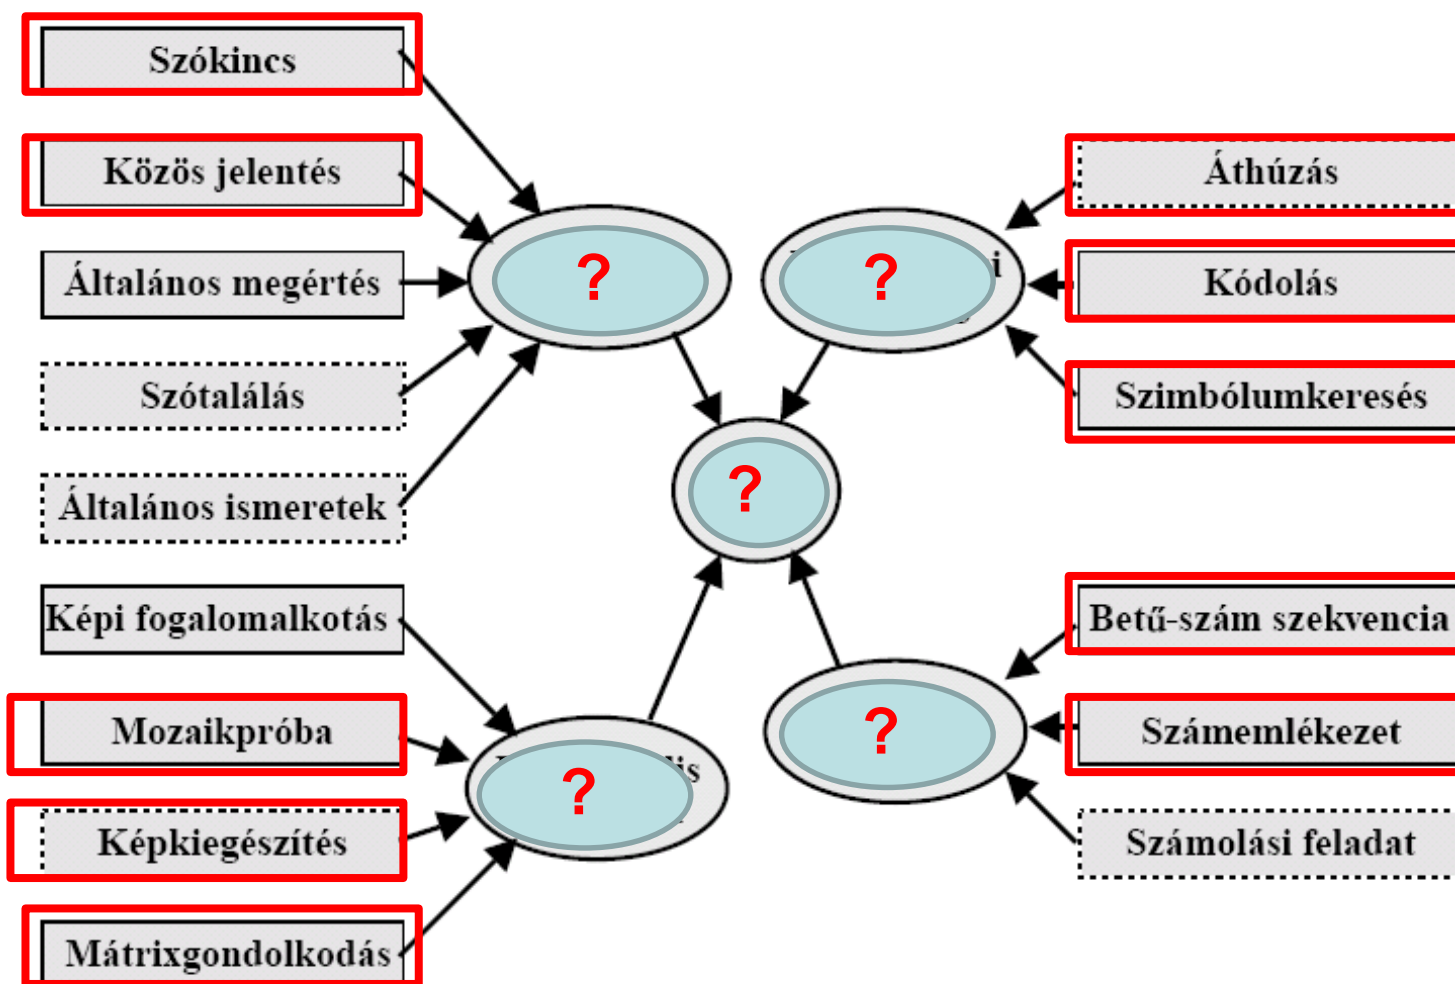 Szókincs
Közös jelentés
Általános megértés
Szótalálás
Általános ismeretek
Képi fogalomalkotás
Mozaikpróba
Képkiegészítés
Mátrixgondolkodás
?
?
?
?
?
Áthúzás
Kódolás
Szimbólumkeresés
Betű-szám szekvencia
Számemlékezet
Számolási feladat